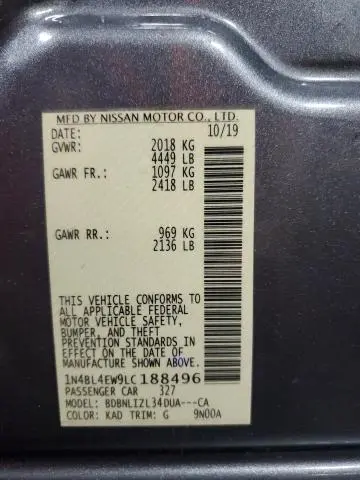 MFD BY NISSAN MOTOR CO., LTD.
DATE: 10/19
GVWR: 2018 KG
4449 LB
GAWR FR.: 1097 KG
2418 LB
GAWR RR.: 969 KG
2136 LB
THIS VEHICLE CONFORMS TO
ALL APPLICABLE FEDERAL
MOTOR VEHICLE SAFETY,
BUMPER, AND THEFT
PREVENTION STANDARDS IN
EFFECT ON THE DATE OF
MANUFACTURE SHOWN ABOVE.
1N4BL4EW9LC188496
PASSENGER CAR 327
MODEL: BDBNLIZL34DUA---CA
COLOR: KAD TRIM: G 9N00A